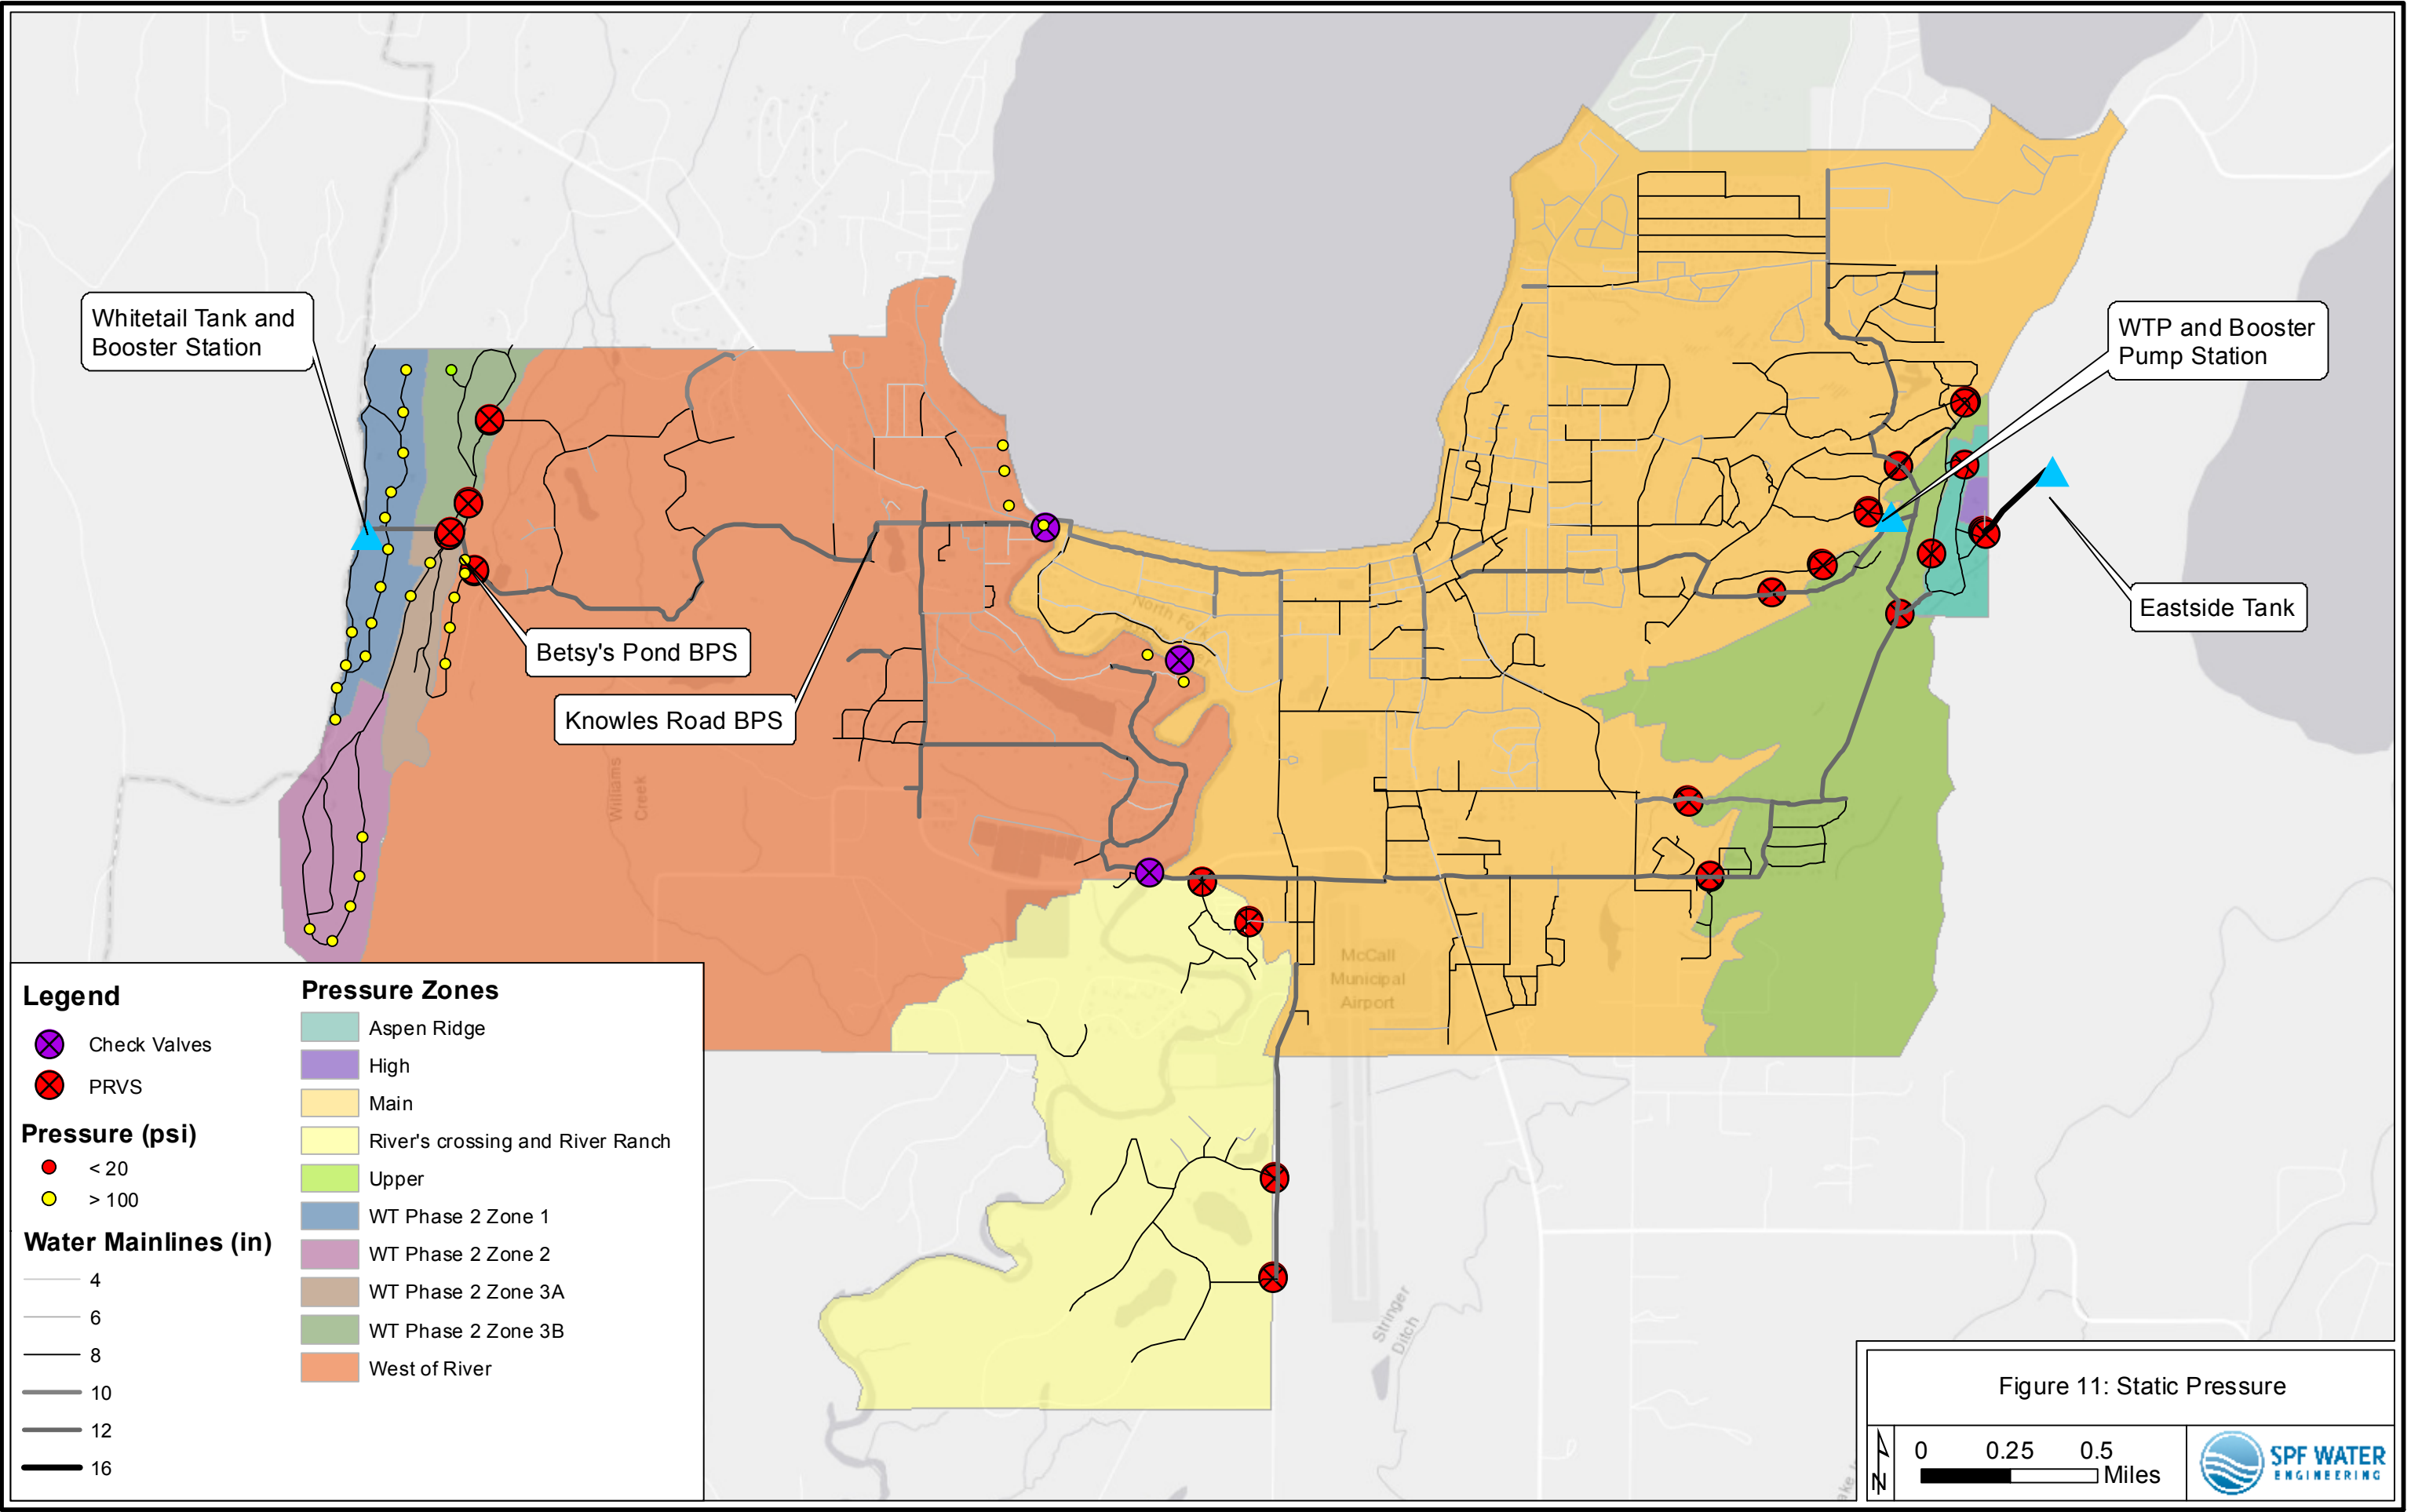 Whitetail Tank and
Booster Station
WTP and Booster
Pump Station
Eastside Tank
Betsy's Pond BPS
Knowles Road BPS
North Fork
Williams
Creek
McCall
Municipal
Airport
Stringer
Ditch
Legend
Check Valves
PRVS
Pressure (psi)
< 20
> 100
Water Mainlines (in)
4
6
8
10
12
16
Pressure Zones
Aspen Ridge
High
Main
River's crossing and River Ranch
Upper
WT Phase 2 Zone 1
WT Phase 2 Zone 2
WT Phase 2 Zone 3A
WT Phase 2 Zone 3B
West of River
Figure 11: Static Pressure
N
0 0.25 0.5
Miles
SPF WATER
ENGINEERING